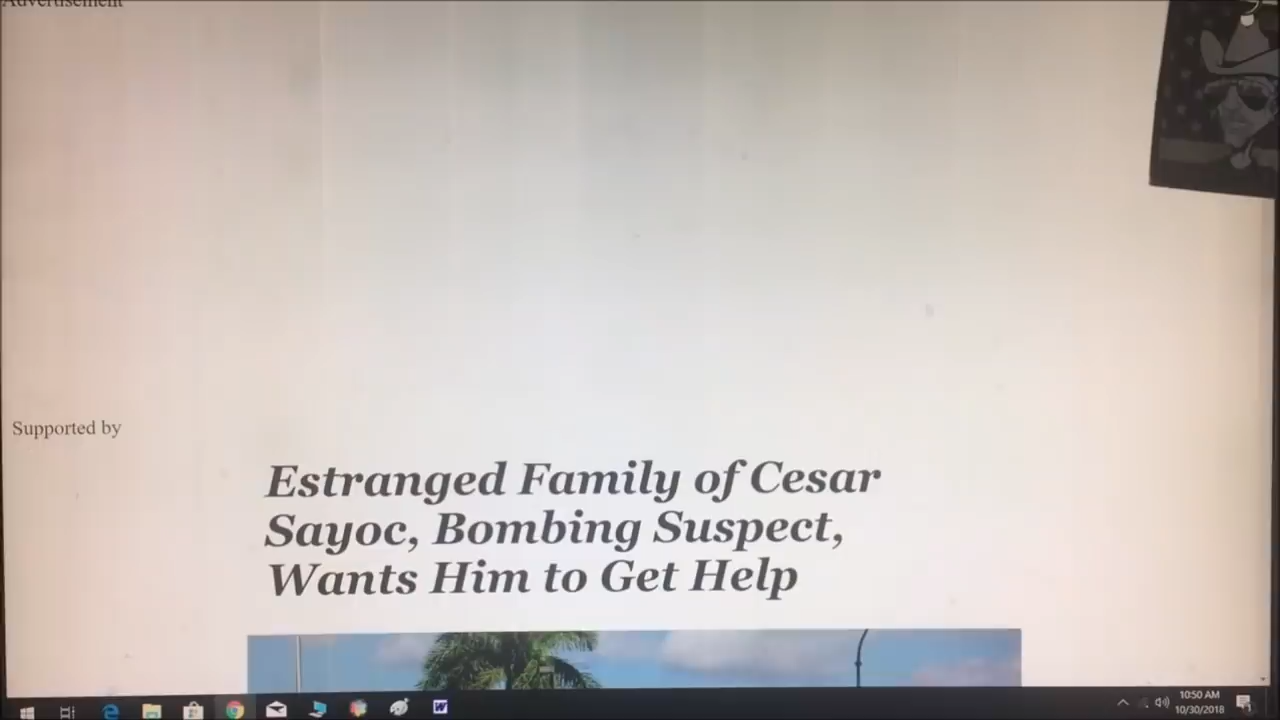 Advertisement
Supported by
Estranged Family of Cesar
Sayoc, Bombing Suspect,
Wants Him to Get Help
10:50 AM
10/30/2018